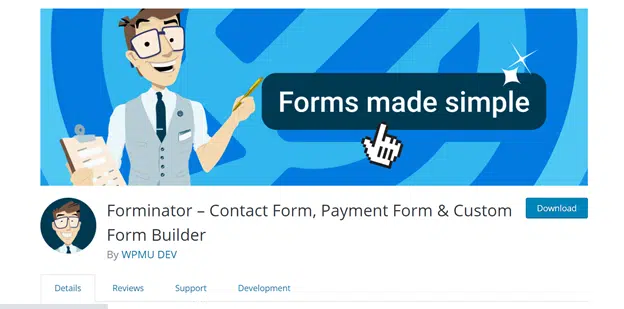 Forms made simple
Forminator – Contact Form, Payment Form & Custom
Form Builder
Download
By WPMU DEV
Details
Reviews
Support
Development